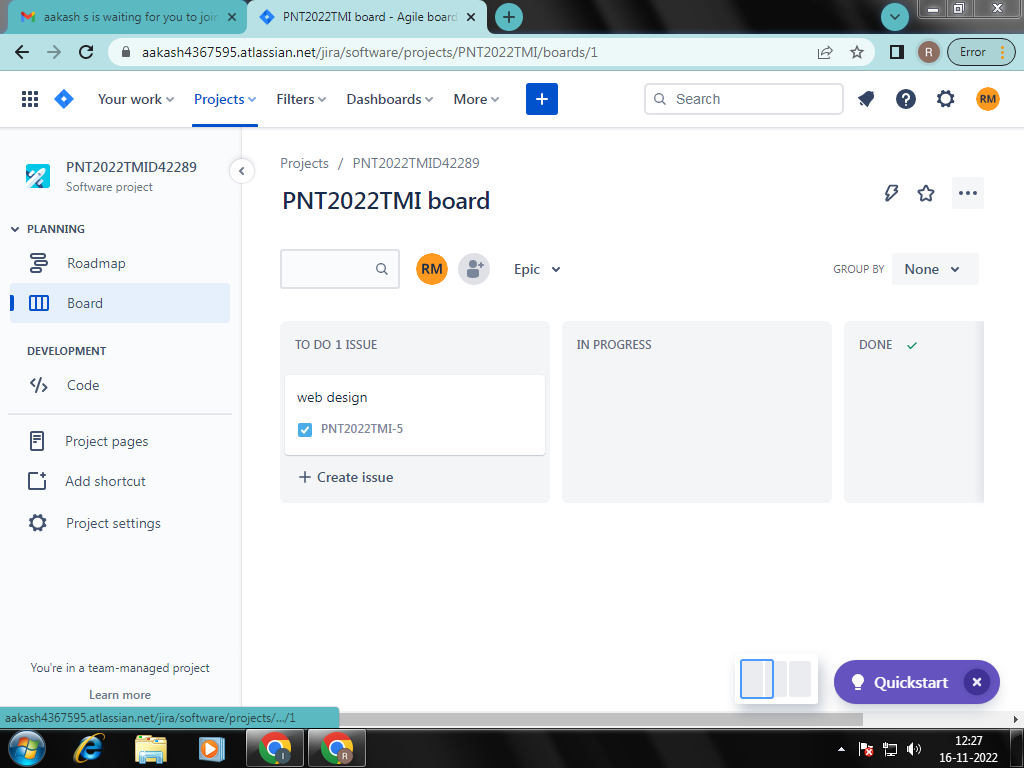 aakash s is waiting for you to join
PNT2022TMI board - Agile board
aakash4367595.atlassian.net/jira/software/projects/PNT2022TMI/boards/1
R
Error
Your work
Projects
Filters
Dashboards
More
Search
RM
PNT2022TMID42289
Software project
PLANNING
Roadmap
Board
DEVELOPMENT
Code
Project pages
Add shortcut
Project settings
You're in a team-managed project
Learn more
Projects / PNT2022TMID42289
PNT2022TMI board
RM
Epic
GROUP BY
None
TO DO 1 ISSUE
web design
PNT2022TMI-5
Create issue
IN PROGRESS
DONE
Quickstart
aakash4367595.atlassian.net/jira/software/projects/.../1
I
R
12:27
16-11-2022